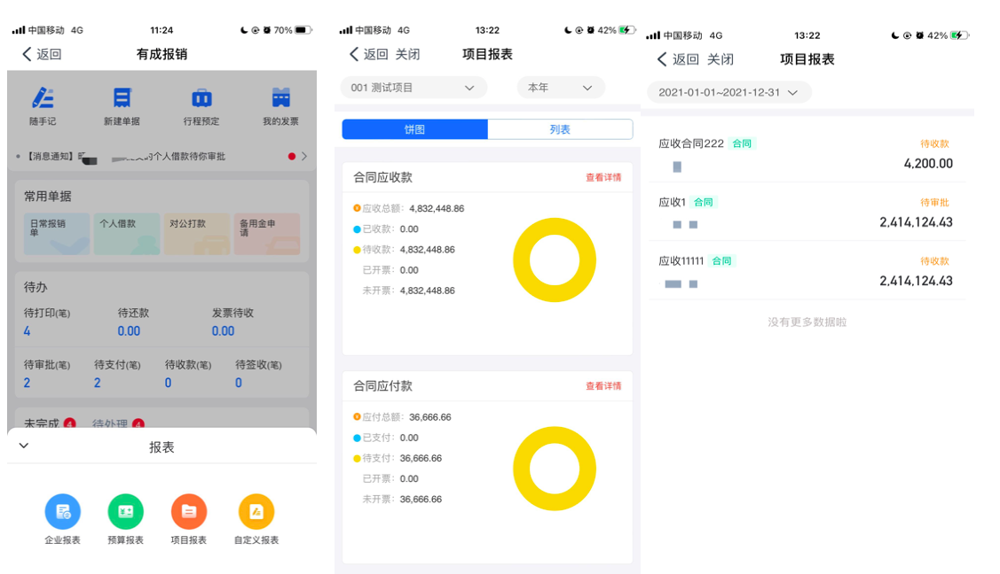 中国移动 4G 11:24 70%
返回 有成报销
随手记 新建单据 行程预定 我的发票
【消息通知】 的个人借款待你审批
常用单据
日常报销单 个人借款 对公打款 备用金申请
待办
待打印(笔) 待还款 发票待收
4 0.00 0.00
待审批(笔) 待支付(笔) 待收款(笔) 待签收(笔)
2 2 0 0
未完成 4 待处理 4
报表
企业报表 预算报表 项目报表 自定义报表
中国移动 4G 13:22 42%
返回 关闭 项目报表
001 测试项目 本年
饼图 列表
合同应收款 查看详情
应收总额: 4,832,448.86
已收款: 0.00
待收款: 4,832,448.86
已开票: 0.00
未开票: 4,832,448.86
合同应付款 查看详情
应付总额: 36,666.66
已支付: 0.00
待支付: 36,666.66
已开票: 0.00
未开票: 36,666.66
中国移动 4G 13:22 42%
返回 关闭 项目报表
2021-01-01~2021-12-31
应收合同222 合同 待收款
4,200.00
应收1 合同 待审批
2,414,124.43
应收11111 合同 待收款
2,414,124.43
没有更多数据啦